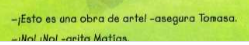 –¡Esto es una obra de arte! –asegura Tomasa.
–¡No! ¡No! –grita Matías.